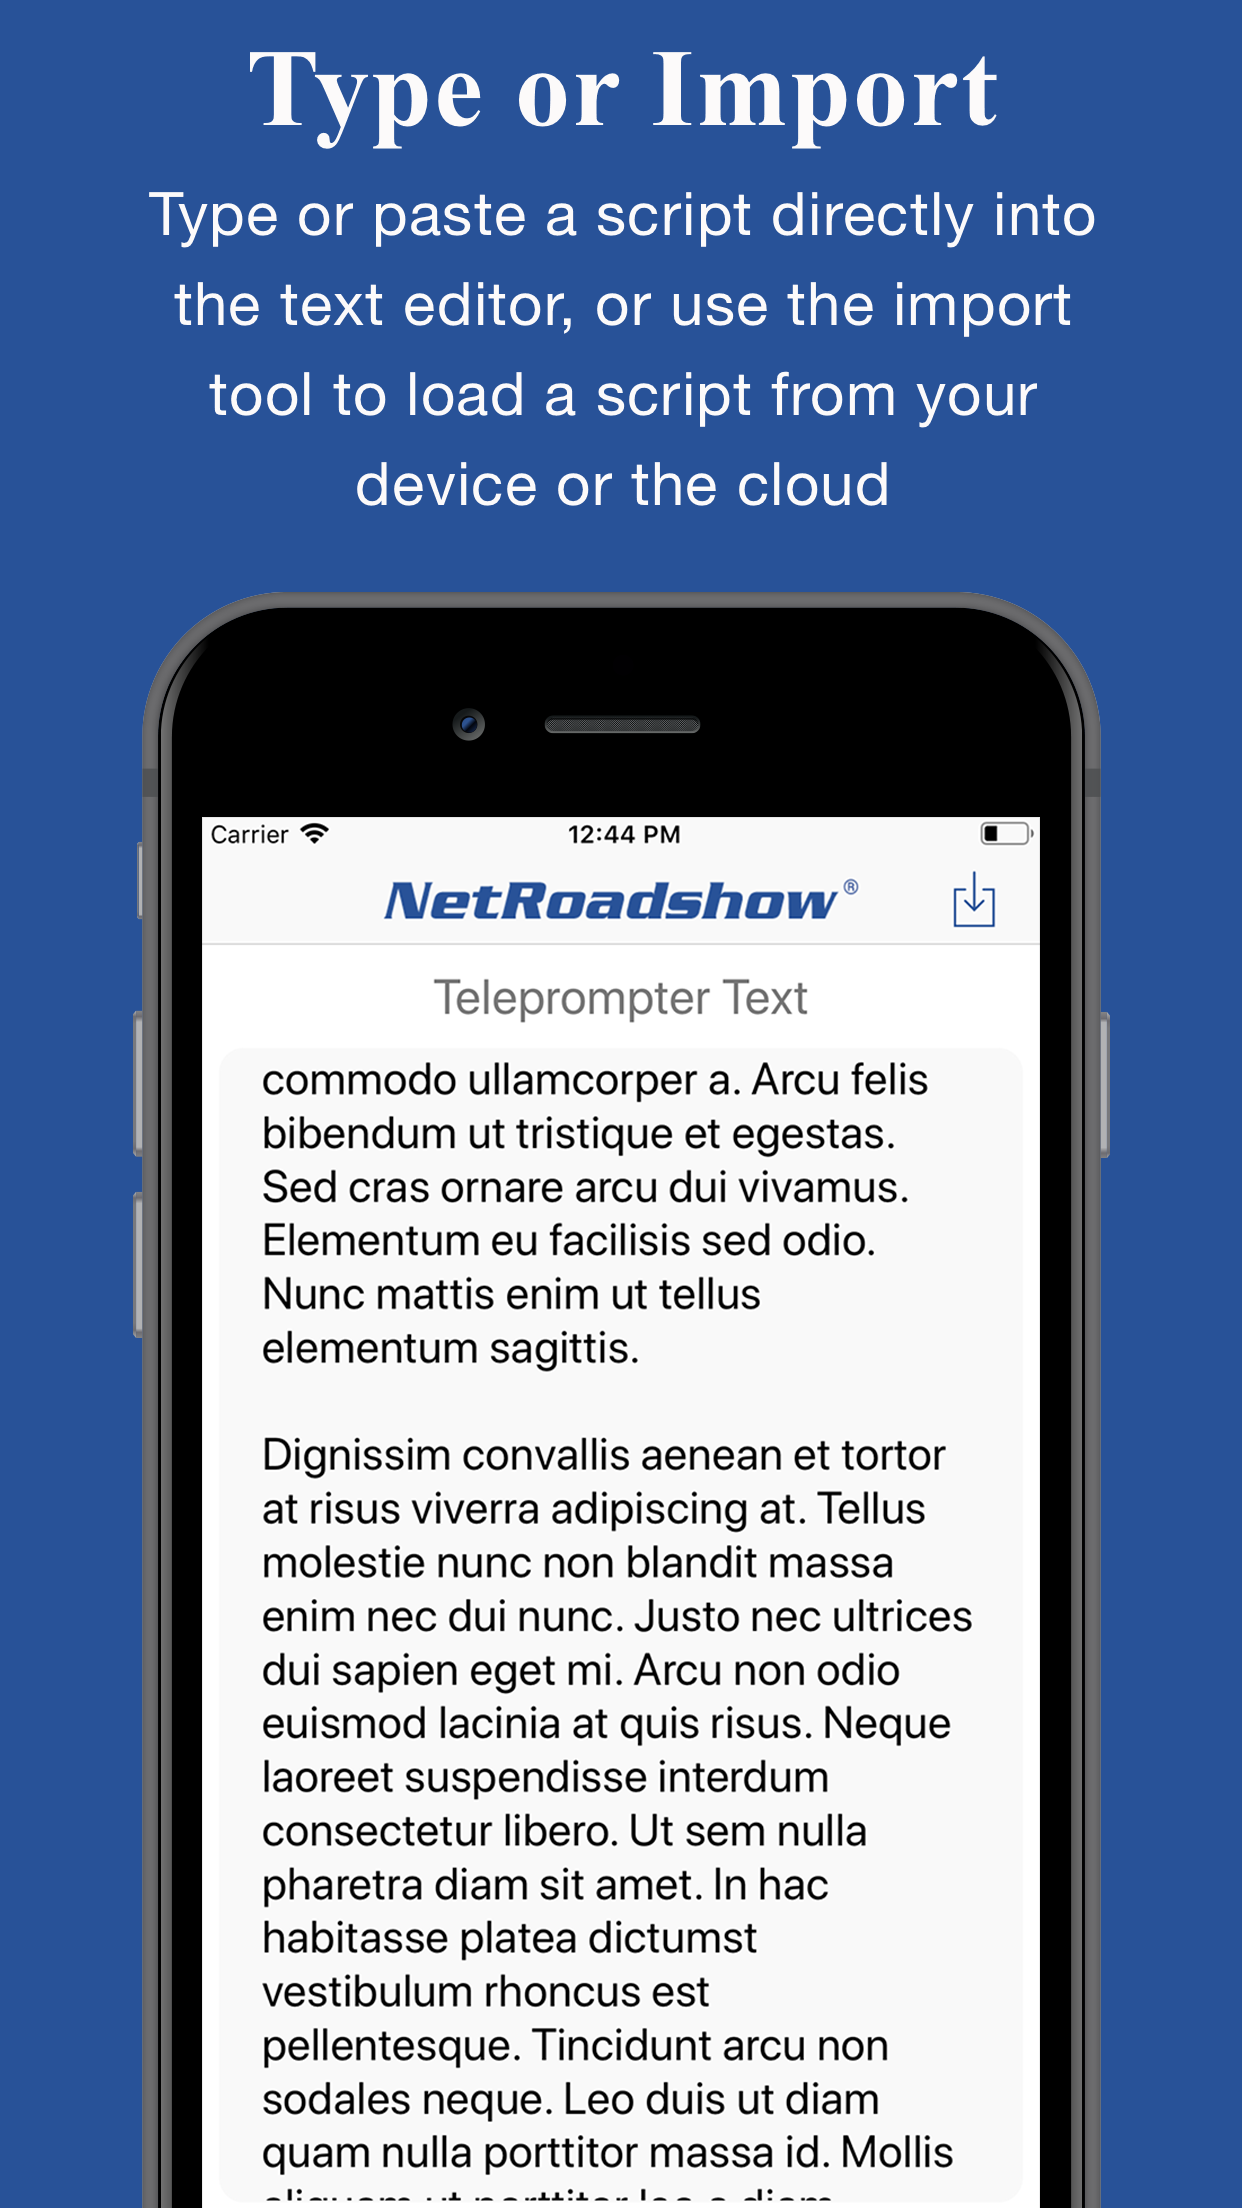 Type or Import
Type or paste a script directly into
the text editor, or use the import
tool to load a script from your
device or the cloud
Carrier 12:44 PM
NetRoadshow®
Teleprompter Text
commodo ullamcorper a. Arcu felis
bibendum ut tristique et egestas.
Sed cras ornare arcu dui vivamus.
Elementum eu facilisis sed odio.
Nunc mattis enim ut tellus
elementum sagittis.
Dignissim convallis aenean et tortor
at risus viverra adipiscing at. Tellus
molestie nunc non blandit massa
enim nec dui nunc. Justo nec ultrices
dui sapien eget mi. Arcu non odio
euismod lacinia at quis risus. Neque
laoreet suspendisse interdum
consectetur libero. Ut sem nulla
pharetra diam sit amet. In hac
habitasse platea dictumst
vestibulum rhoncus est
pellentesque. Tincidunt arcu non
sodales neque. Leo duis ut diam
quam nulla porttitor massa id. Mollis